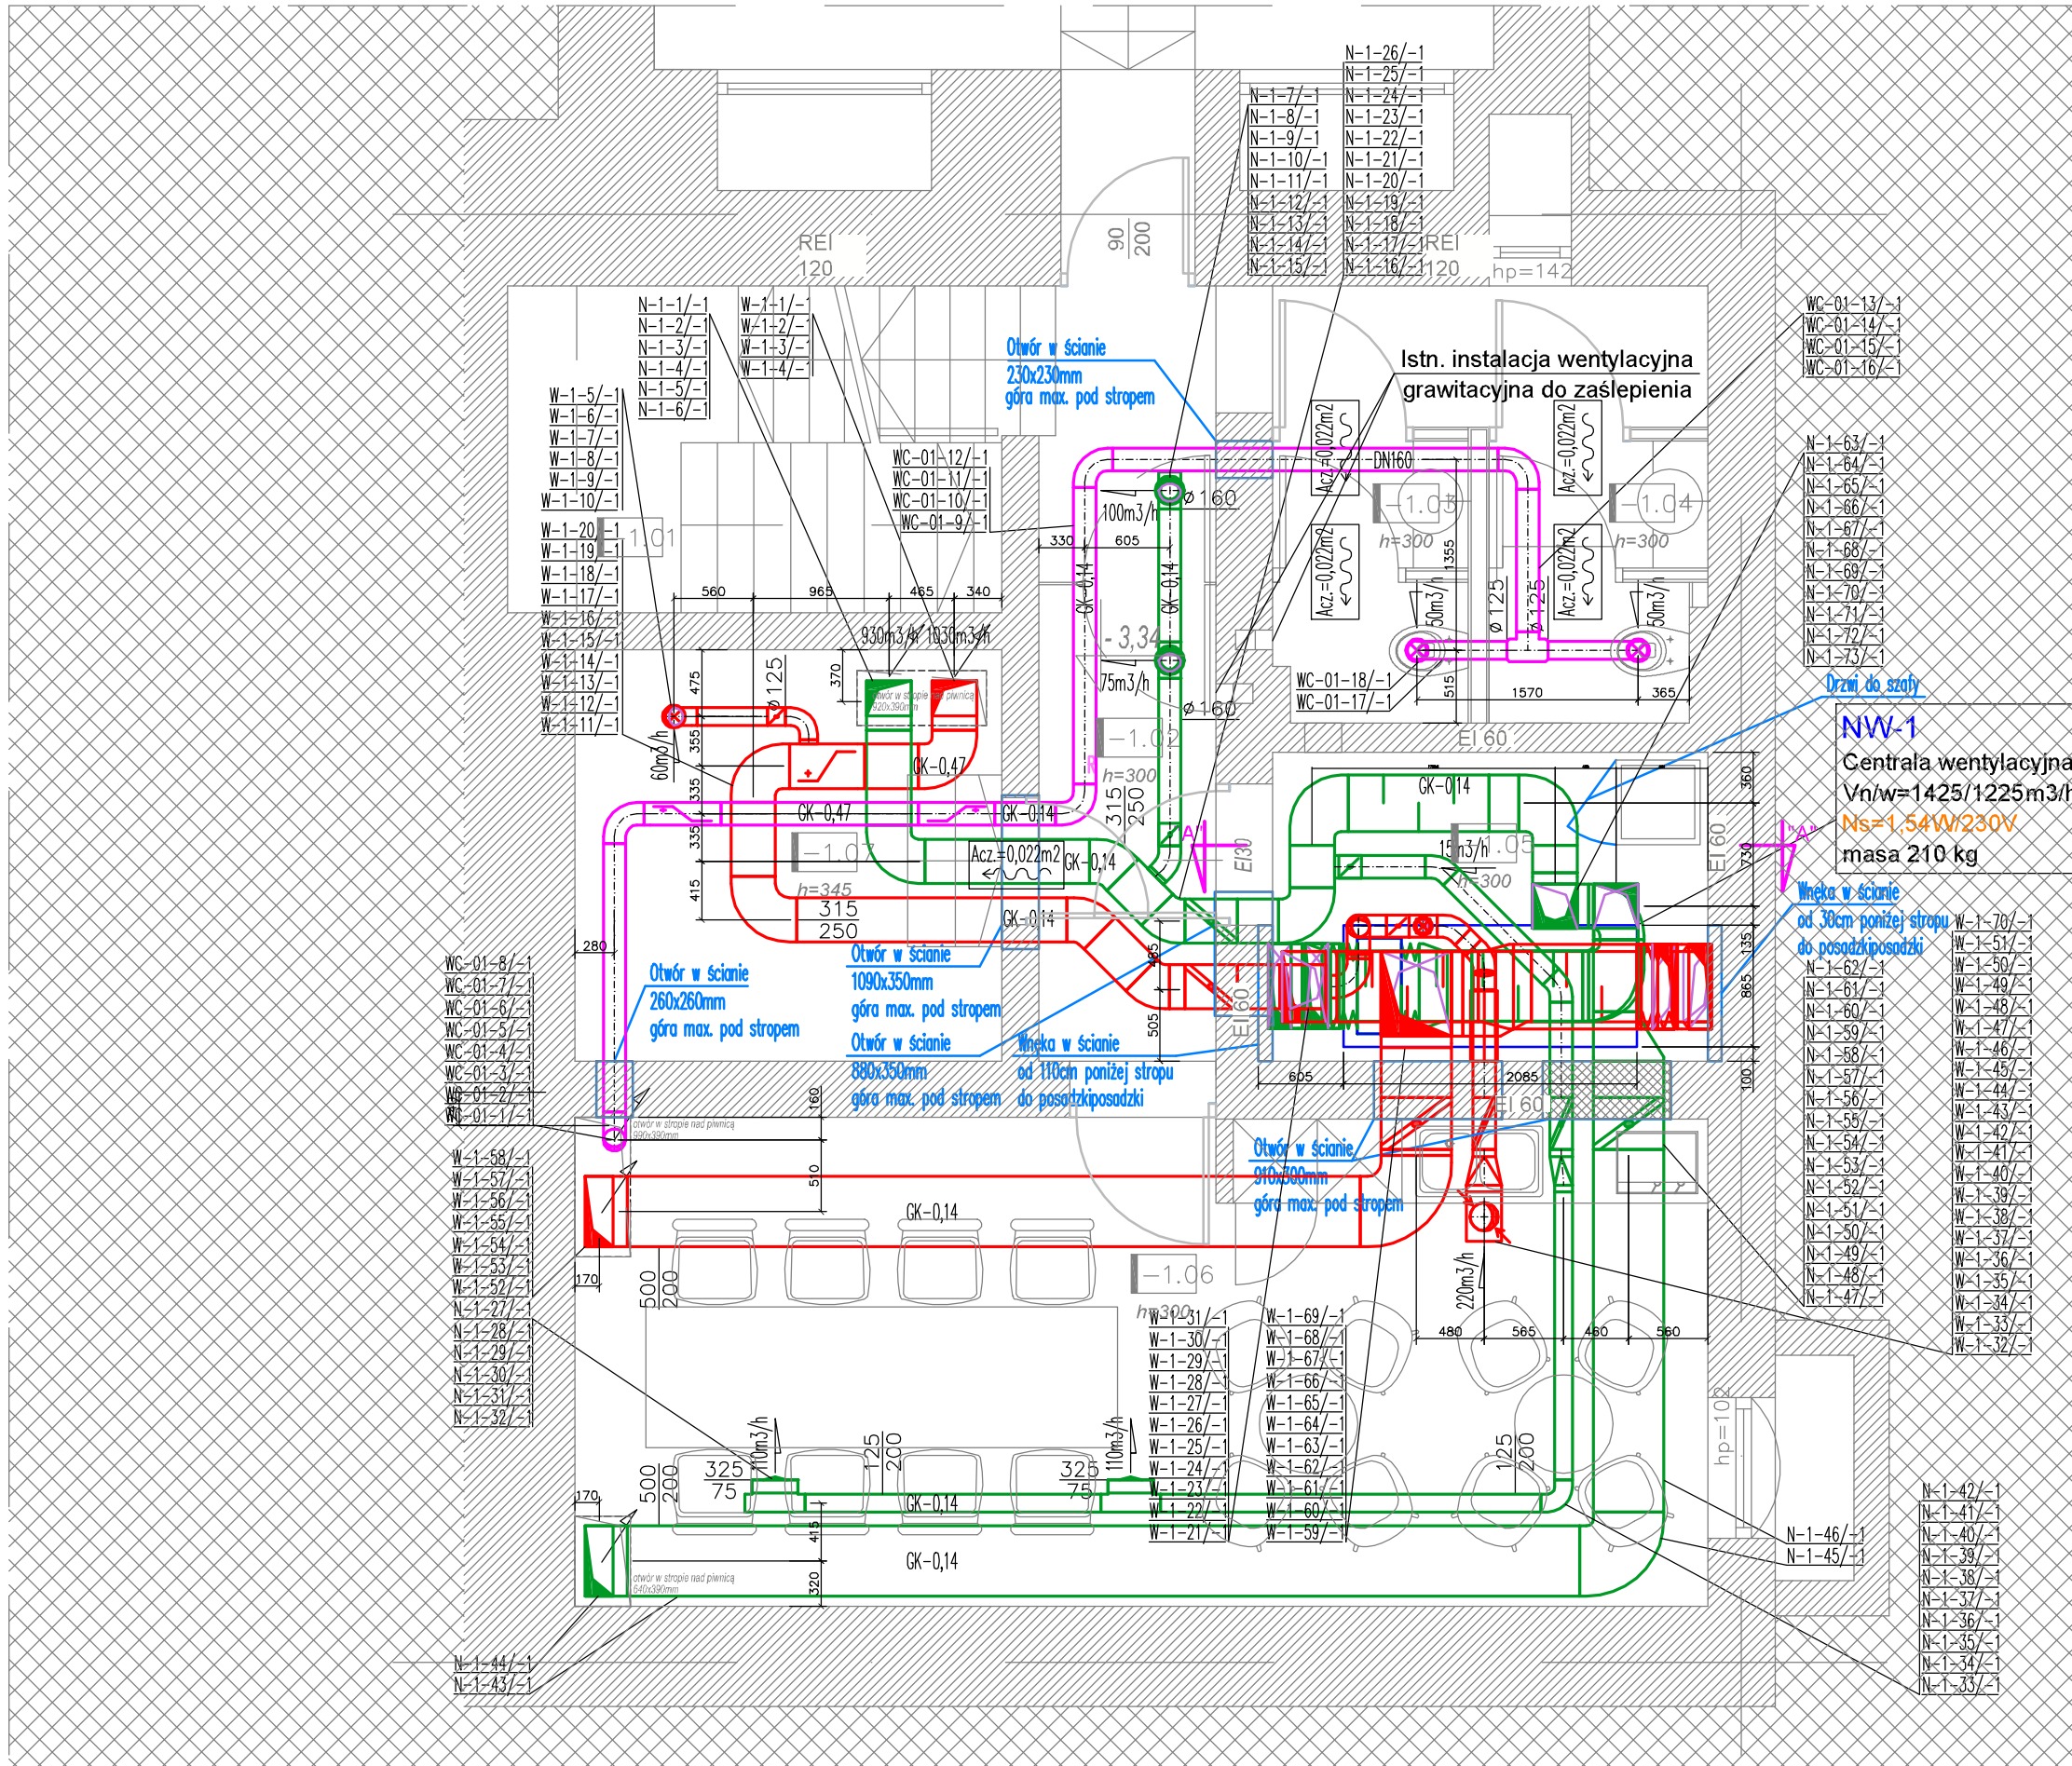 N-1-26/-1
N-1-25/-1
N-1-24/-1
N-1-23/-1
N-1-22/-1
N-1-21/-1
N-1-20/-1
N-1-19/-1
N-1-18/-1
N-1-17/-1
N-1-16/-1
N-1-7/-1
N-1-8/-1
N-1-9/-1
N-1-10/-1
N-1-11/-1
N-1-12/-1
N-1-13/-1
N-1-14/-1
N-1-15/-1
REI
120
90
200
REI
120
hp=142
N-1-1/-1
N-1-2/-1
N-1-3/-1
N-1-4/-1
N-1-5/-1
N-1-6/-1
W-1-1/-1
W-1-2/-1
W-1-3/-1
W-1-4/-1
Otwór w ścianie
230x230mm
góra max. pod stropem
Istn. instalacja wentylacyjna
grawitacyjna do zaślepienia
WC-01-13/-1
WC-01-14/-1
WC-01-15/-1
WC-01-16/-1
W-1-5/-1
W-1-6/-1
W-1-7/-1
W-1-8/-1
W-1-9/-1
W-1-10/-1
W-1-20/-1
W-1-19/-1
W-1-18/-1
W-1-17/-1
W-1-16/-1
W-1-15/-1
W-1-14/-1
W-1-13/-1
W-1-12/-1
W-1-11/-1
-1.01
WC-01-12/-1
WC-01-11/-1
WC-01-10/-1
WC-01-9/-1
Acz.=0,022m2
Acz.=0,022m2
Acz.=0,022m2
Acz.=0,022m2
DN160
-1.03
h=300
-1.04
h=300
N-1-63/-1
N-1-64/-1
N-1-65/-1
N-1-66/-1
N-1-67/-1
N-1-68/-1
N-1-69/-1
N-1-70/-1
N-1-71/-1
N-1-72/-1
N-1-73/-1
ø160
100m3/h
330
605
GK-0,14
GK-0,14
1355
ø125
ø125
50m3/h
50m3/h
560
965
465
340
930m3/h
1030m3/h
-3,34
75m3/h
ø160
WC-01-18/-1
WC-01-17/-1
515
1570
365
EI 60
475
370
ø125
otwór w stropie nad piwnicą
920x390mm
60m3/h
355
335
335
415
GK-0,47
GK-0,47
GK-0,14
-1.02
h=300
315
250
R
Drzwi do szafy
NW-1
Centrala wentylacyjna
Vn/w=1425/1225m3/h
Ns=1,54W/230V
masa 210 kg
GK-014
15m3/h
-1.05
h=300
EI 60
360
730
135
865
100
"A"
A"
EI30
-1.07
h=345
Acz.=0,022m2
GK-0,14
315
250
GK-0,14
280
Otwór w ścianie
260x260mm
góra max. pod stropem
Otwór w ścianie
1090x350mm
góra max. pod stropem
Otwór w ścianie
880x350mm
góra max. pod stropem
Wnęka w ścianie
od 110cm poniżej stropu
do posadzkiposadzki
Wnęka w ścianie
od 30cm poniżej stropu
do posadzkiposadzki
485
505
EI 60
605
2085
EI 60
WC-01-8/-1
WC-01-7/-1
WC-01-6/-1
WC-01-5/-1
WC-01-4/-1
WC-01-3/-1
WC-01-2/-1
WC-01-1/-1
W-1-58/-1
W-1-57/-1
W-1-56/-1
W-1-55/-1
W-1-54/-1
W-1-53/-1
W-1-52/-1
N-1-27/-1
N-1-28/-1
N-1-29/-1
N-1-30/-1
N-1-31/-1
N-1-32/-1
otwór w stropie nad piwnicą
990x390mm
160
510
GK-0,14
170
500
200
Otwór w ścianie
910x300mm
góra max. pod stropem
-1.06
h=300
220m3/h
480
565
460
560
N-1-62/-1
N-1-61/-1
N-1-60/-1
N-1-59/-1
N-1-58/-1
N-1-57/-1
N-1-56/-1
N-1-55/-1
N-1-54/-1
N-1-53/-1
N-1-52/-1
N-1-51/-1
N-1-50/-1
N-1-49/-1
N-1-48/-1
N-1-47/-1
W-1-70/-1
W-1-51/-1
W-1-50/-1
W-1-49/-1
W-1-48/-1
W-1-47/-1
W-1-46/-1
W-1-45/-1
W-1-44/-1
W-1-43/-1
W-1-42/-1
W-1-41/-1
W-1-40/-1
W-1-39/-1
W-1-38/-1
W-1-37/-1
W-1-36/-1
W-1-35/-1
W-1-34/-1
W-1-33/-1
W-1-32/-1
W-1-31/-1
W-1-30/-1
W-1-29/-1
W-1-28/-1
W-1-27/-1
W-1-26/-1
W-1-25/-1
W-1-24/-1
W-1-23/-1
W-1-22/-1
W-1-21/-1
W-1-69/-1
W-1-68/-1
W-1-67/-1
W-1-66/-1
W-1-65/-1
W-1-64/-1
W-1-63/-1
W-1-62/-1
W-1-61/-1
W-1-60/-1
W-1-59/-1
hp=102
110m3/h
110m3/h
325
75
325
75
125
200
125
200
170
500
200
GK-0,14
415
GK-0,14
320
otwór w stropie nad piwnicą
640x390mm
N-1-44/-1
N-1-43/-1
N-1-46/-1
N-1-45/-1
N-1-42/-1
N-1-41/-1
N-1-40/-1
N-1-39/-1
N-1-38/-1
N-1-37/-1
N-1-36/-1
N-1-35/-1
N-1-34/-1
N-1-33/-1